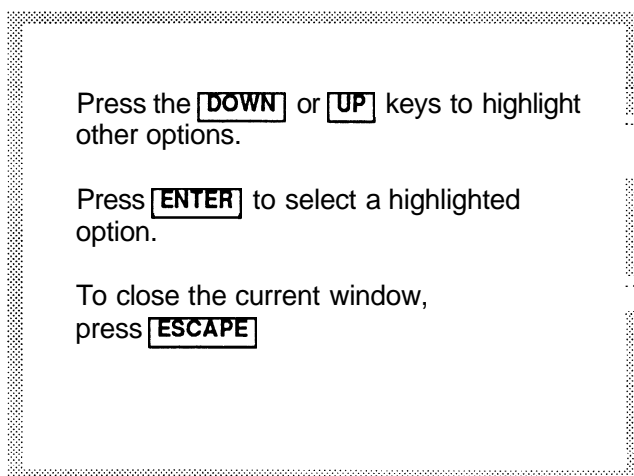 Press the DOWN or UP keys to highlight
other options.
Press ENTER to select a highlighted
option.
To close the current window,
press ESCAPE